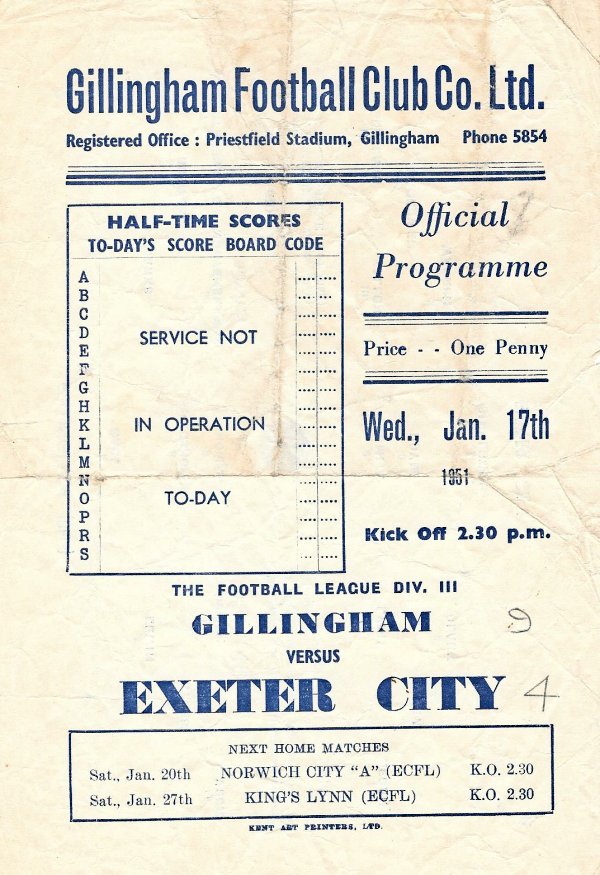 Gillingham Football Club Co. Ltd.
Registered Office : Priestfield Stadium, Gillingham Phone 5854
HALF-TIME SCORES
TO-DAY'S SCORE BOARD CODE
A
B
C
D
E
F
G
H
K
L
M
N
O
P
R
S
SERVICE NOT
IN OPERATION
TO-DAY
Official
Programme
Price - - One Penny
Wed., Jan. 17th
1951
Kick Off 2.30 p.m.
THE FOOTBALL LEAGUE DIV. III
GILLINGHAM 9
VERSUS
EXETER CITY 4
NEXT HOME MATCHES
Sat., Jan. 20th NORWICH CITY "A" (ECFL) K.O. 2.30
Sat., Jan. 27th KING'S LYNN (ECFL) K.O. 2.30
KENT ART PRINTERS, LTD.